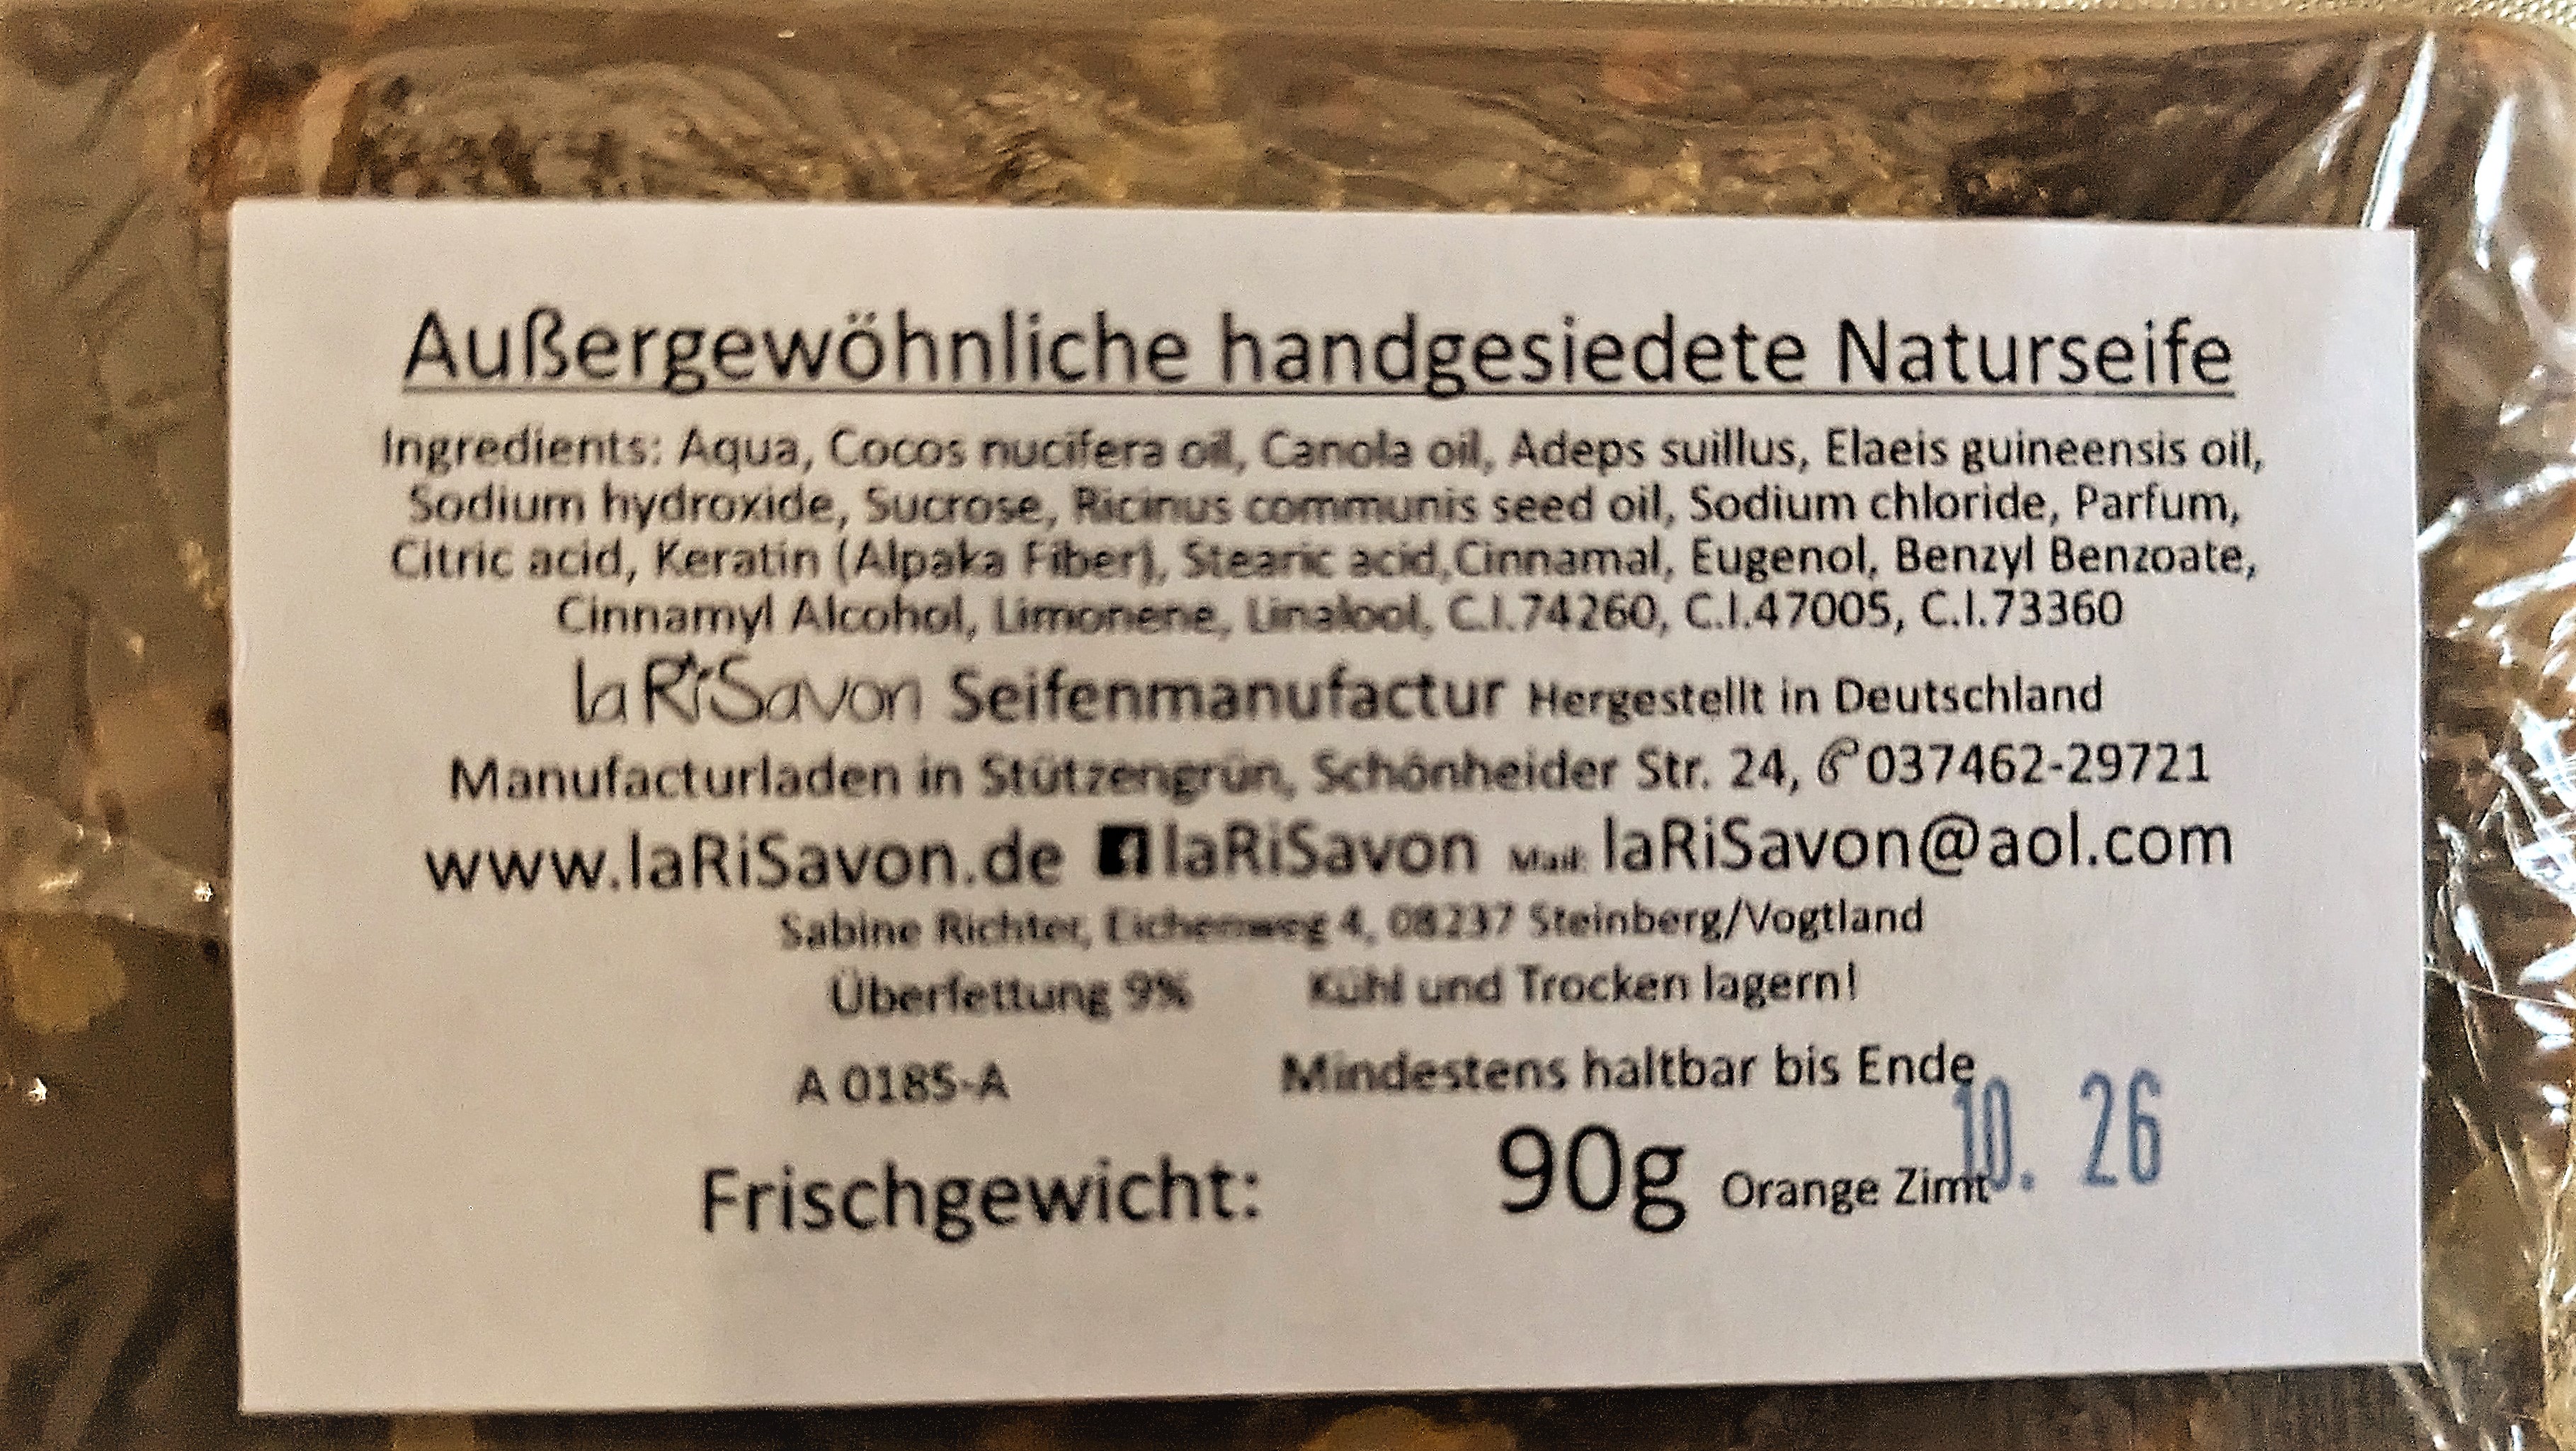 Außergewöhnliche handgesiedete Naturseife
Ingredients: Aqua, Cocos nucifera oil, Canola oil, Adeps suillus, Elaeis guineensis oil,
Sodium hydroxide, Sucrose, Ricinus communis seed oil, Sodium chloride, Parfum,
Citric acid, Keratin (Alpaka Fiber), Stearic acid,Cinnamal, Eugenol, Benzyl Benzoate,
Cinnamyl Alcohol, Limonene, Linalool, C.I.74260, C.I.47005, C.I.73360
laRiSavon Seifenmanufactur Hergestellt in Deutschland
Manufacturladen in Stützengrün, Schönheider Str. 24, ✆037462-29721
www.laRiSavon.de f laRiSavon Mail: laRiSavon@aol.com
Sabine Richter, Eichenweg 4, 08237 Steinberg/Vogtland
Überfettung 9% Kühl und Trocken lagern!
A 0185-A Mindestens haltbar bis Ende
10. 26
Frischgewicht: 90g Orange Zimt